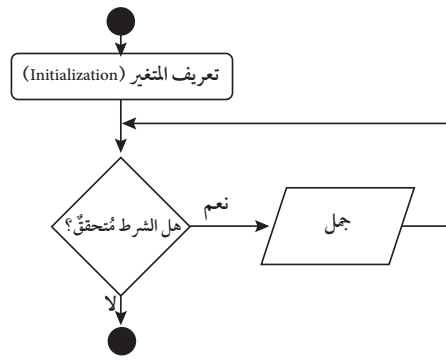 تعريف المتغير (Initialization)
هل الشرط مُتحققٌ؟
نعم
جمل
لا